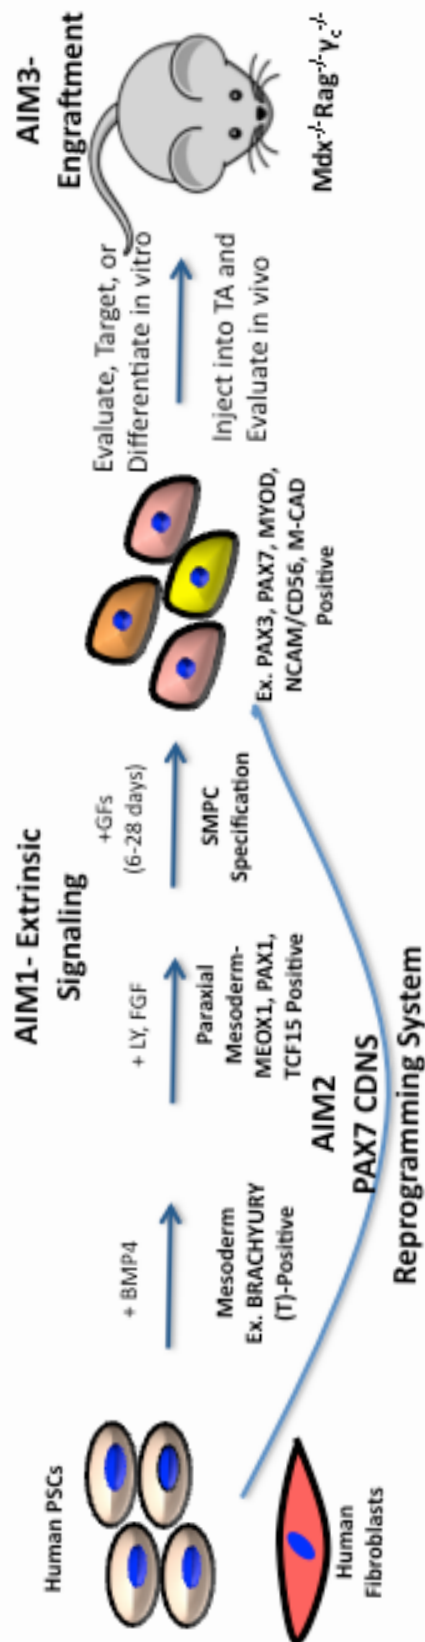 Human PSCs
Human
Fibroblasts
AIM1- Extrinsic
Signaling
+ BMP4
Mesoderm
Ex. BRACHYURY
(T)-Positive
+ LY, FGF
Paraxial
Mesoderm-
MEOX1, PAX1,
TCF15 Positive
+GFs
(6-28 days)
SMPC
Specification
AIM2
PAX7 CDNS
Reprogramming System
Ex. PAX3, PAX7, MYOD,
NCAM/CD56, M-CAD
Positive
Evaluate, Target, or
Differentiate in vitro
Inject into TA and
Evaluate in vivo
AIM3-
Engraftment
Mdx⁻/⁻Rag⁻/⁻γc⁻/⁻